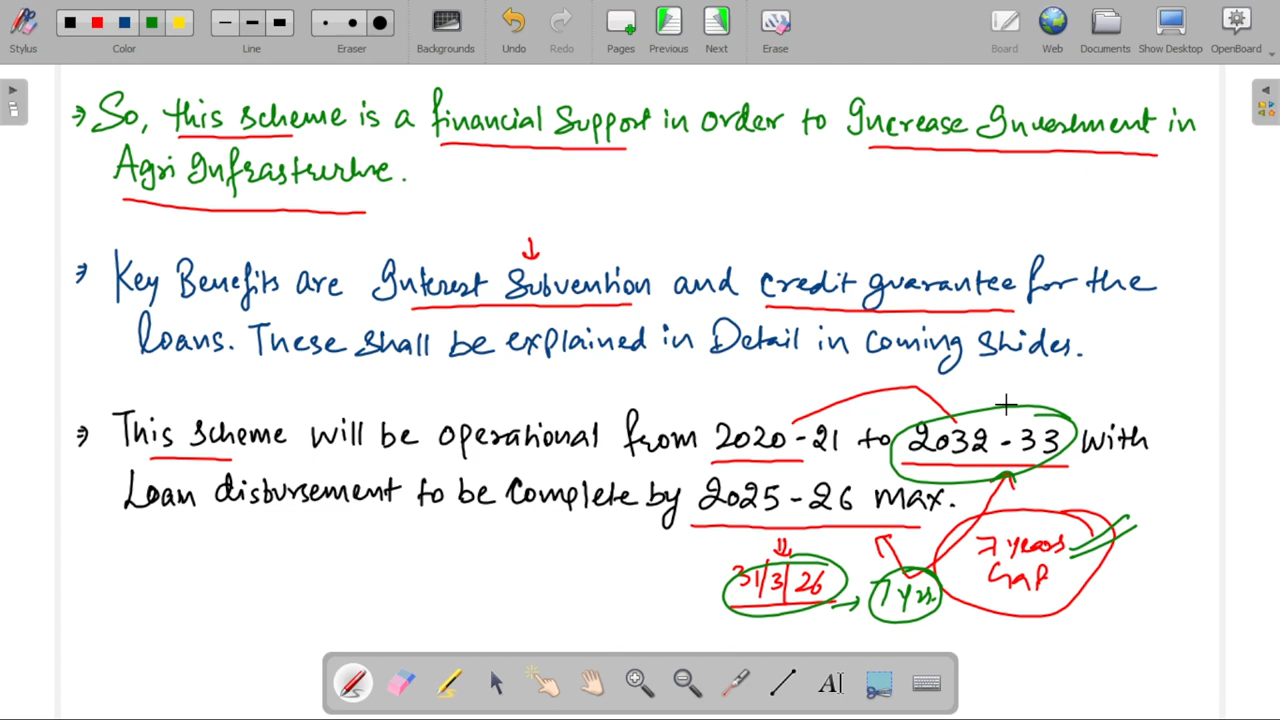 Stylus Color Line Eraser Backgrounds Undo Redo Pages Previous Next Erase Board Web Documents Show Desktop OpenBoard
⇒ So, this scheme is a financial Support in order to Increase Investment in
Agri Infrastructure.
⇒ Key Benefits are Interest Subvention and credit guarantee for the
loans. These shall be explained in Detail in coming slides.
⇒ This scheme will be operational from 2020-21 to 2032-33 with
Loan disbursement to be complete by 2025-26 max.
31/3/26 → 7 yrs. 7 years
Gap